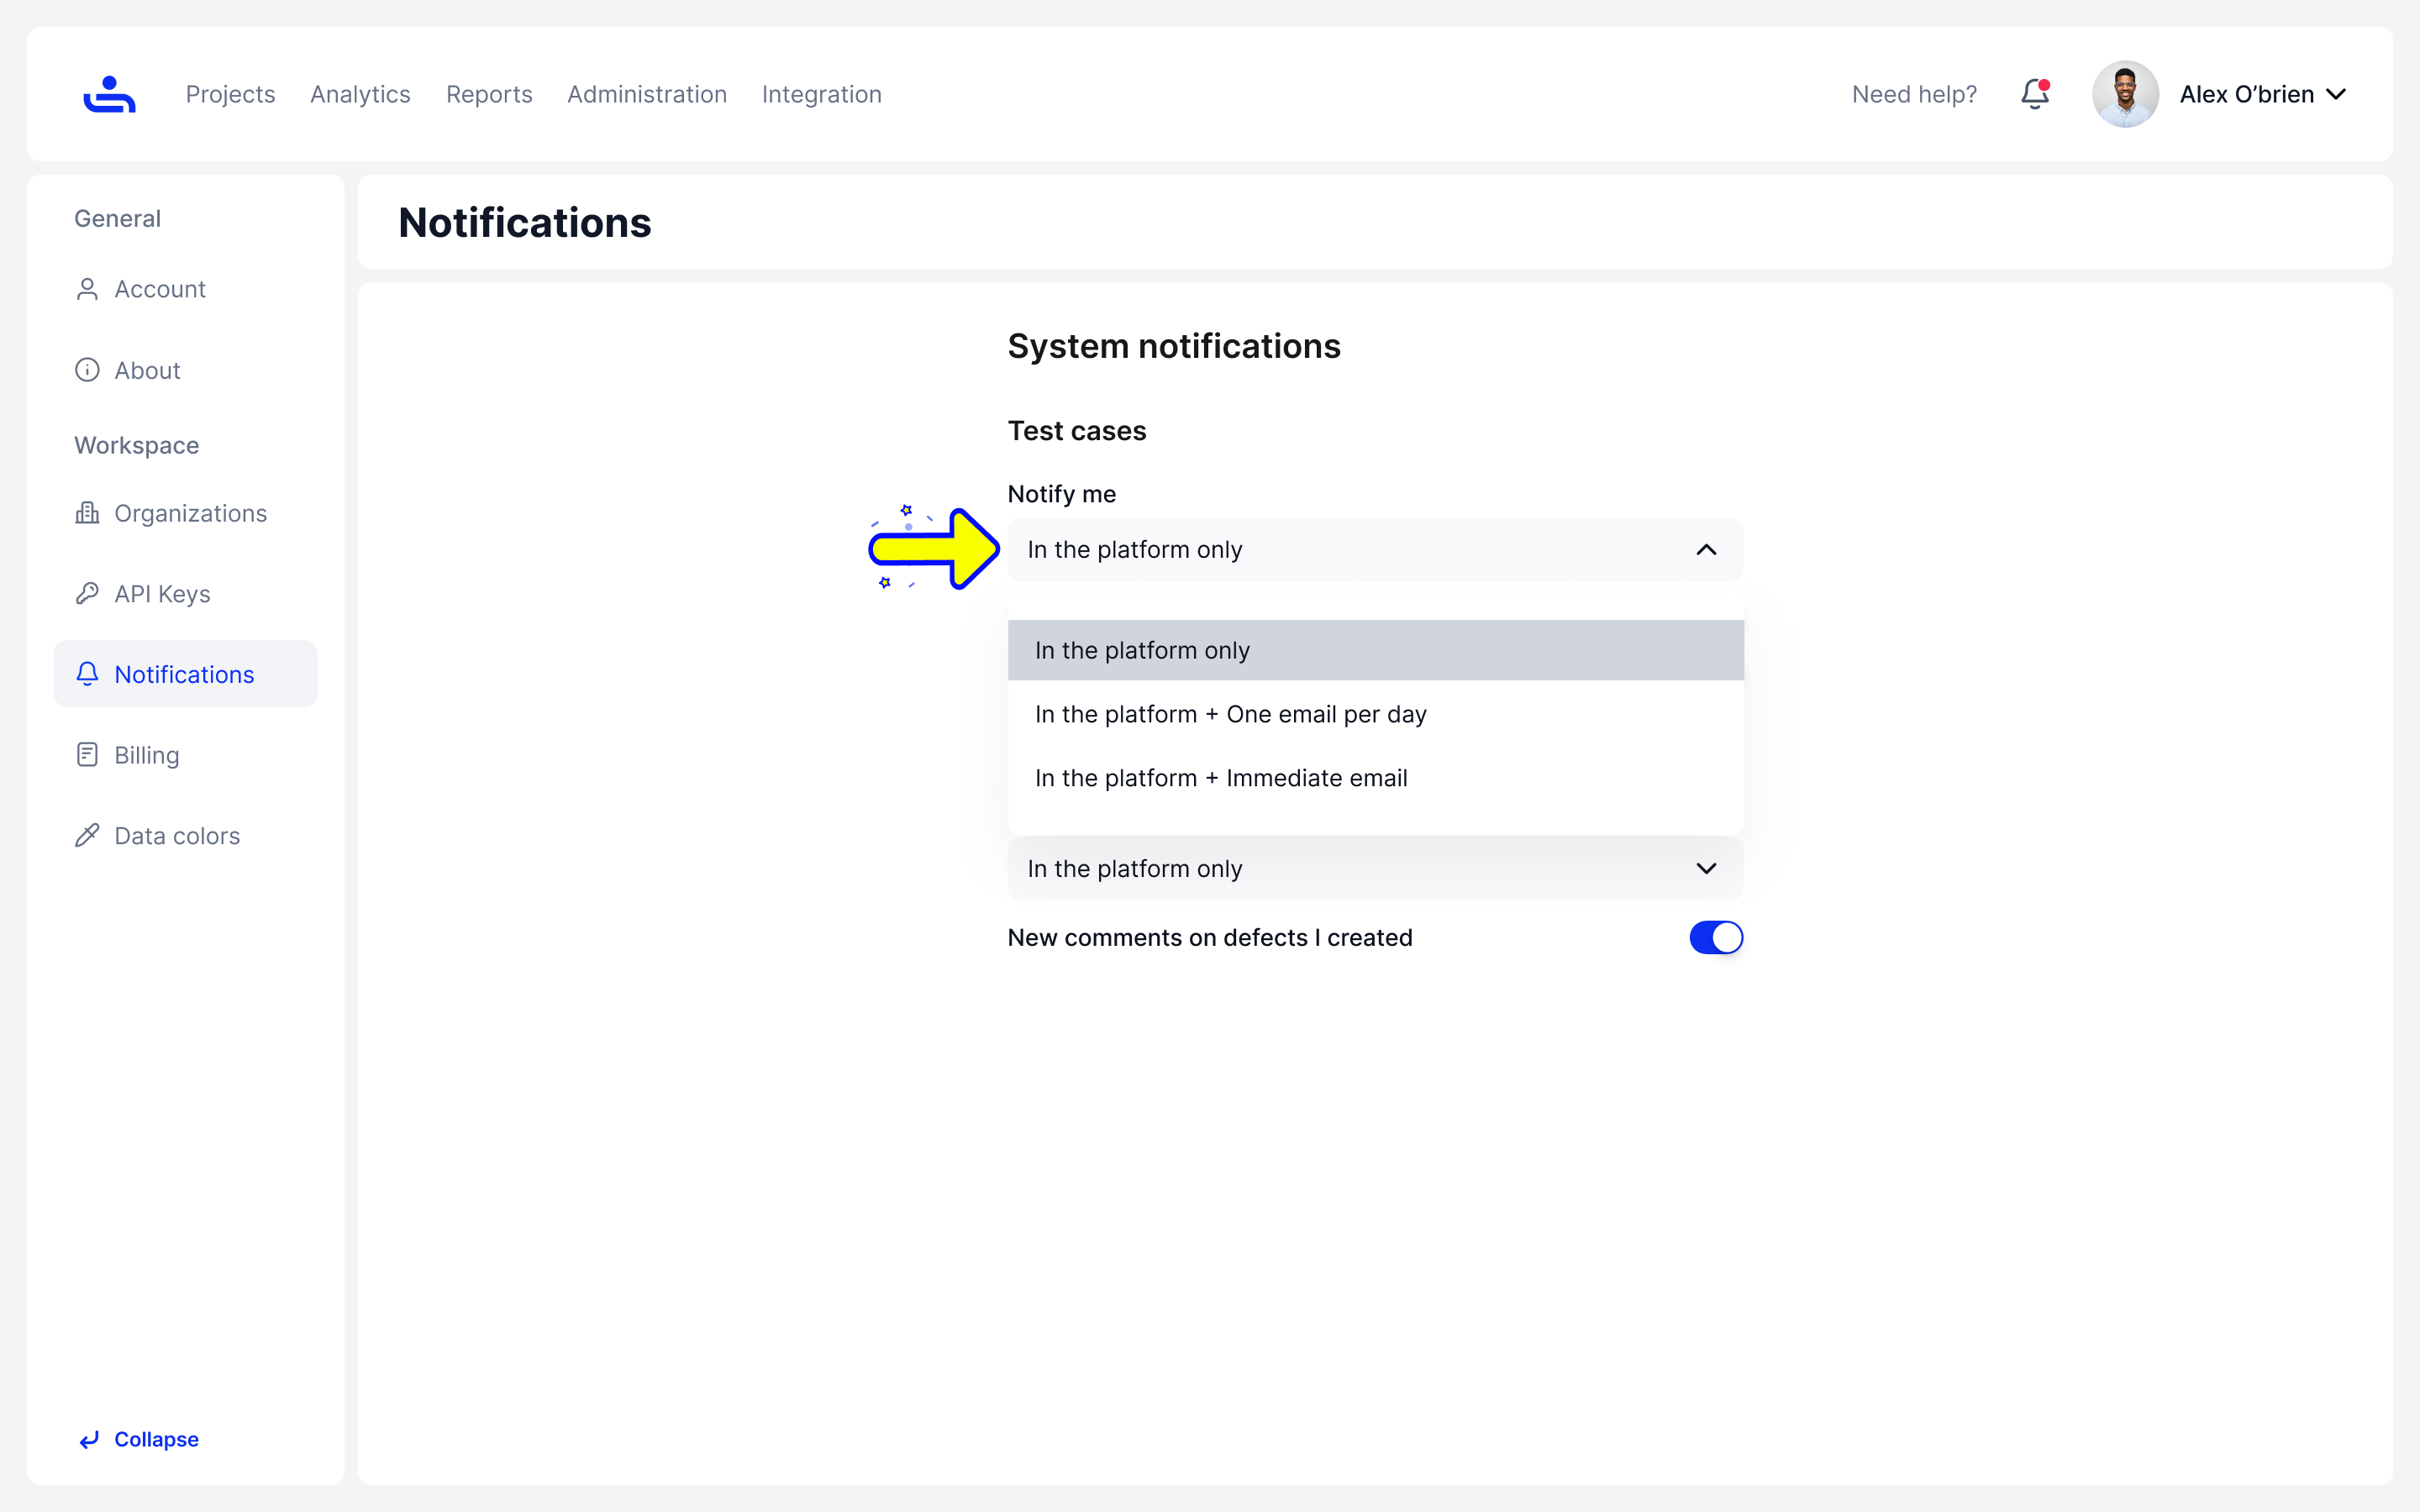 Projects Analytics Reports Administration Integration Need help? Alex O’brien
General
Account
About
Workspace
Organizations
API Keys
Notifications
Billing
Data colors
Collapse
Notifications
System notifications
Test cases
Notify me
In the platform only
In the platform only
In the platform + One email per day
In the platform + Immediate email
In the platform only
New comments on defects I created